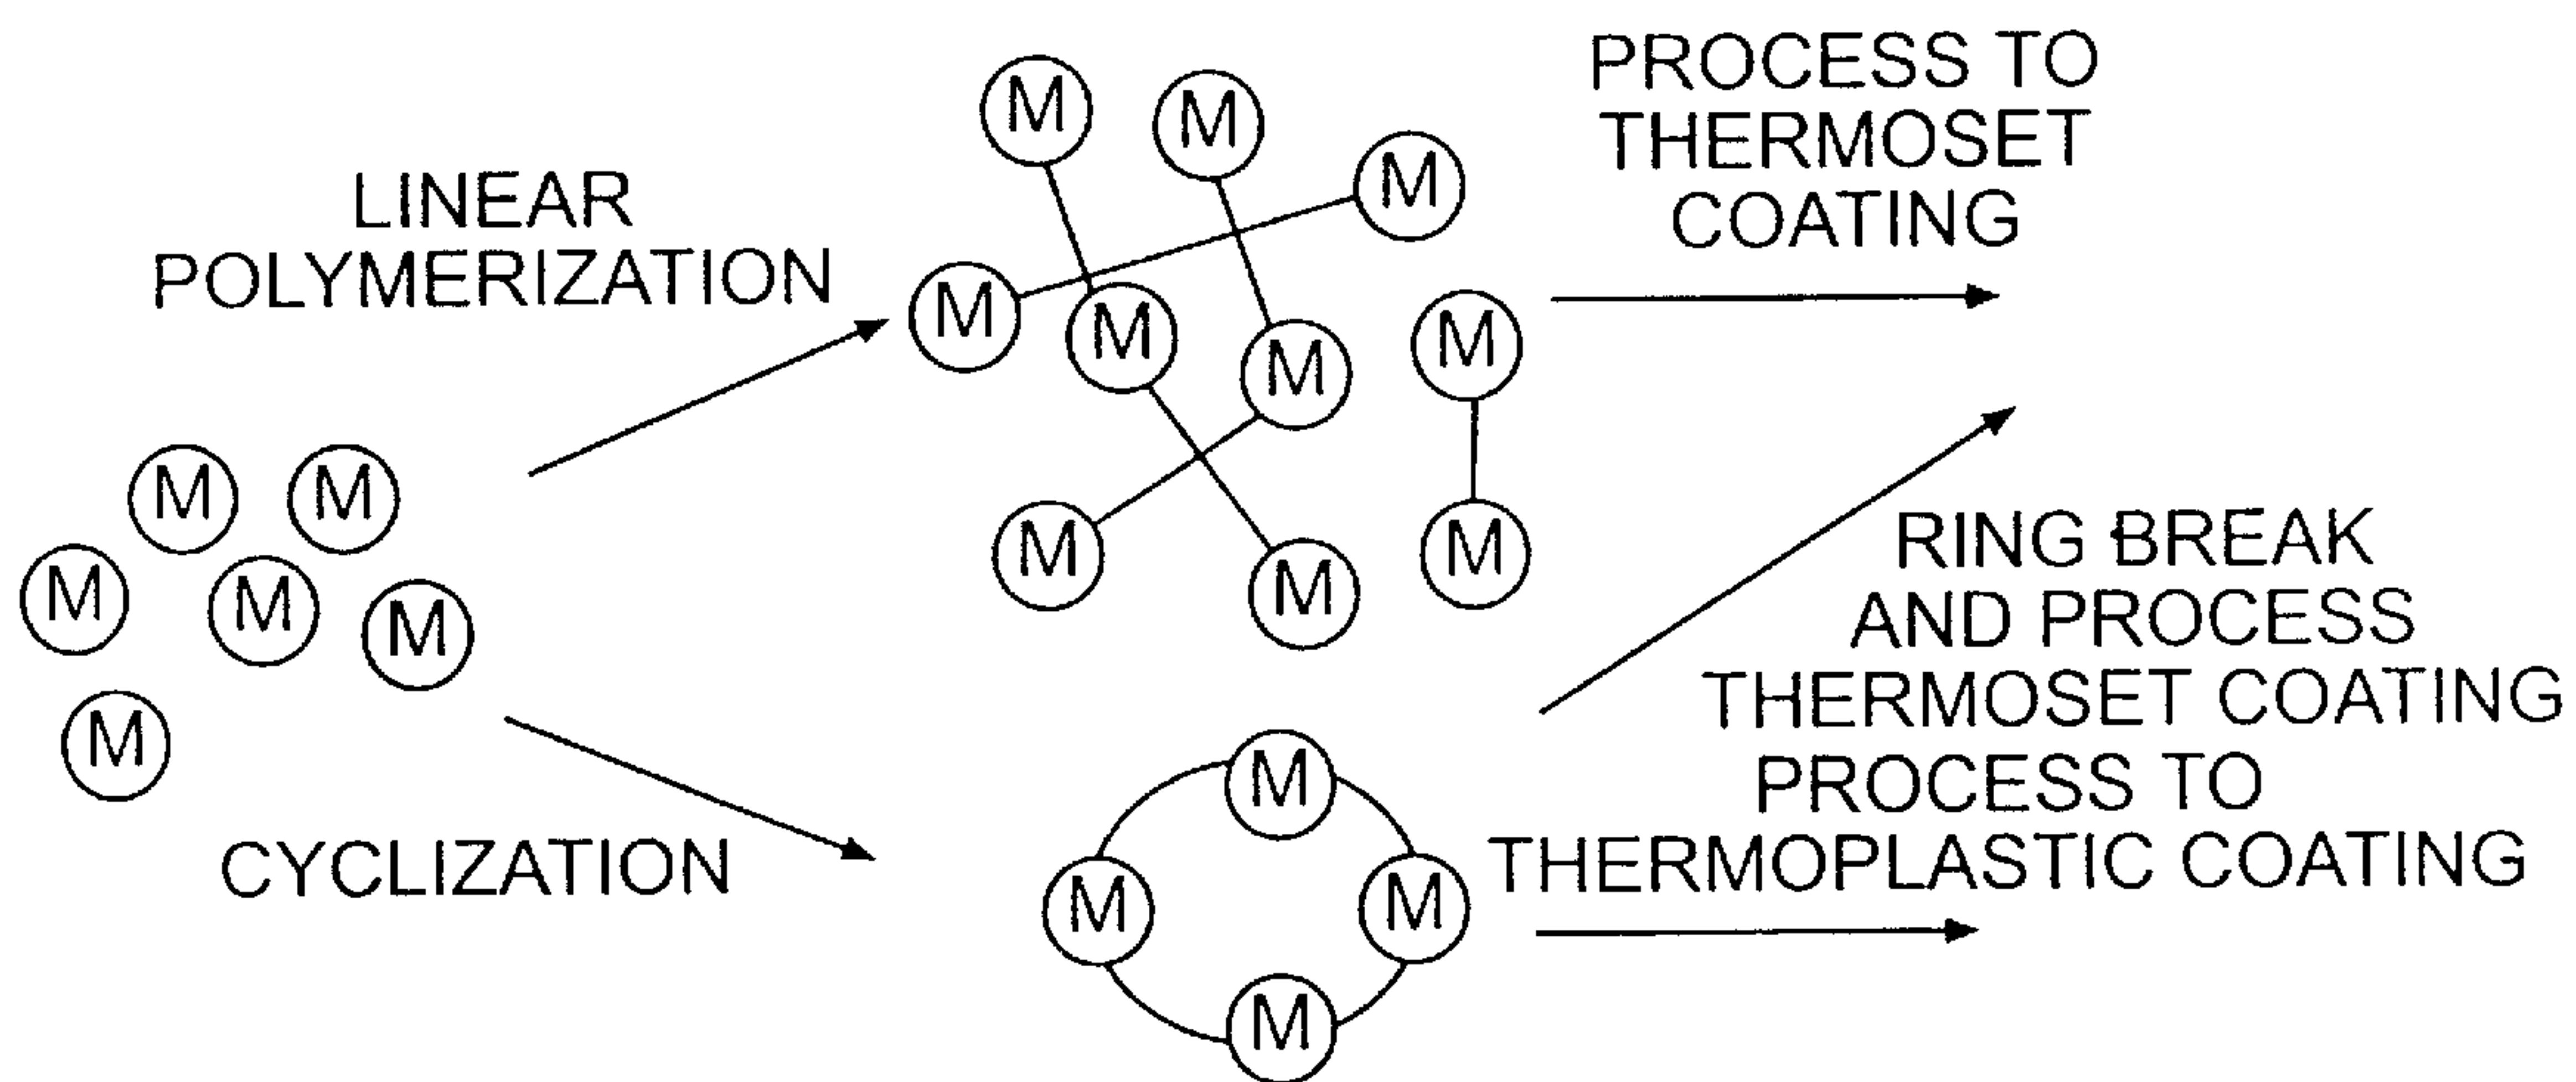 LINEAR
POLYMERIZATION
M
M
M
M
M
M
CYCLIZATION
M
M
M
M
M
M
M
M
M
M
M
M
M
M
PROCESS TO
THERMOSET
COATING
RING BREAK
AND PROCESS
THERMOSET COATING
PROCESS TO
THERMOPLASTIC COATING